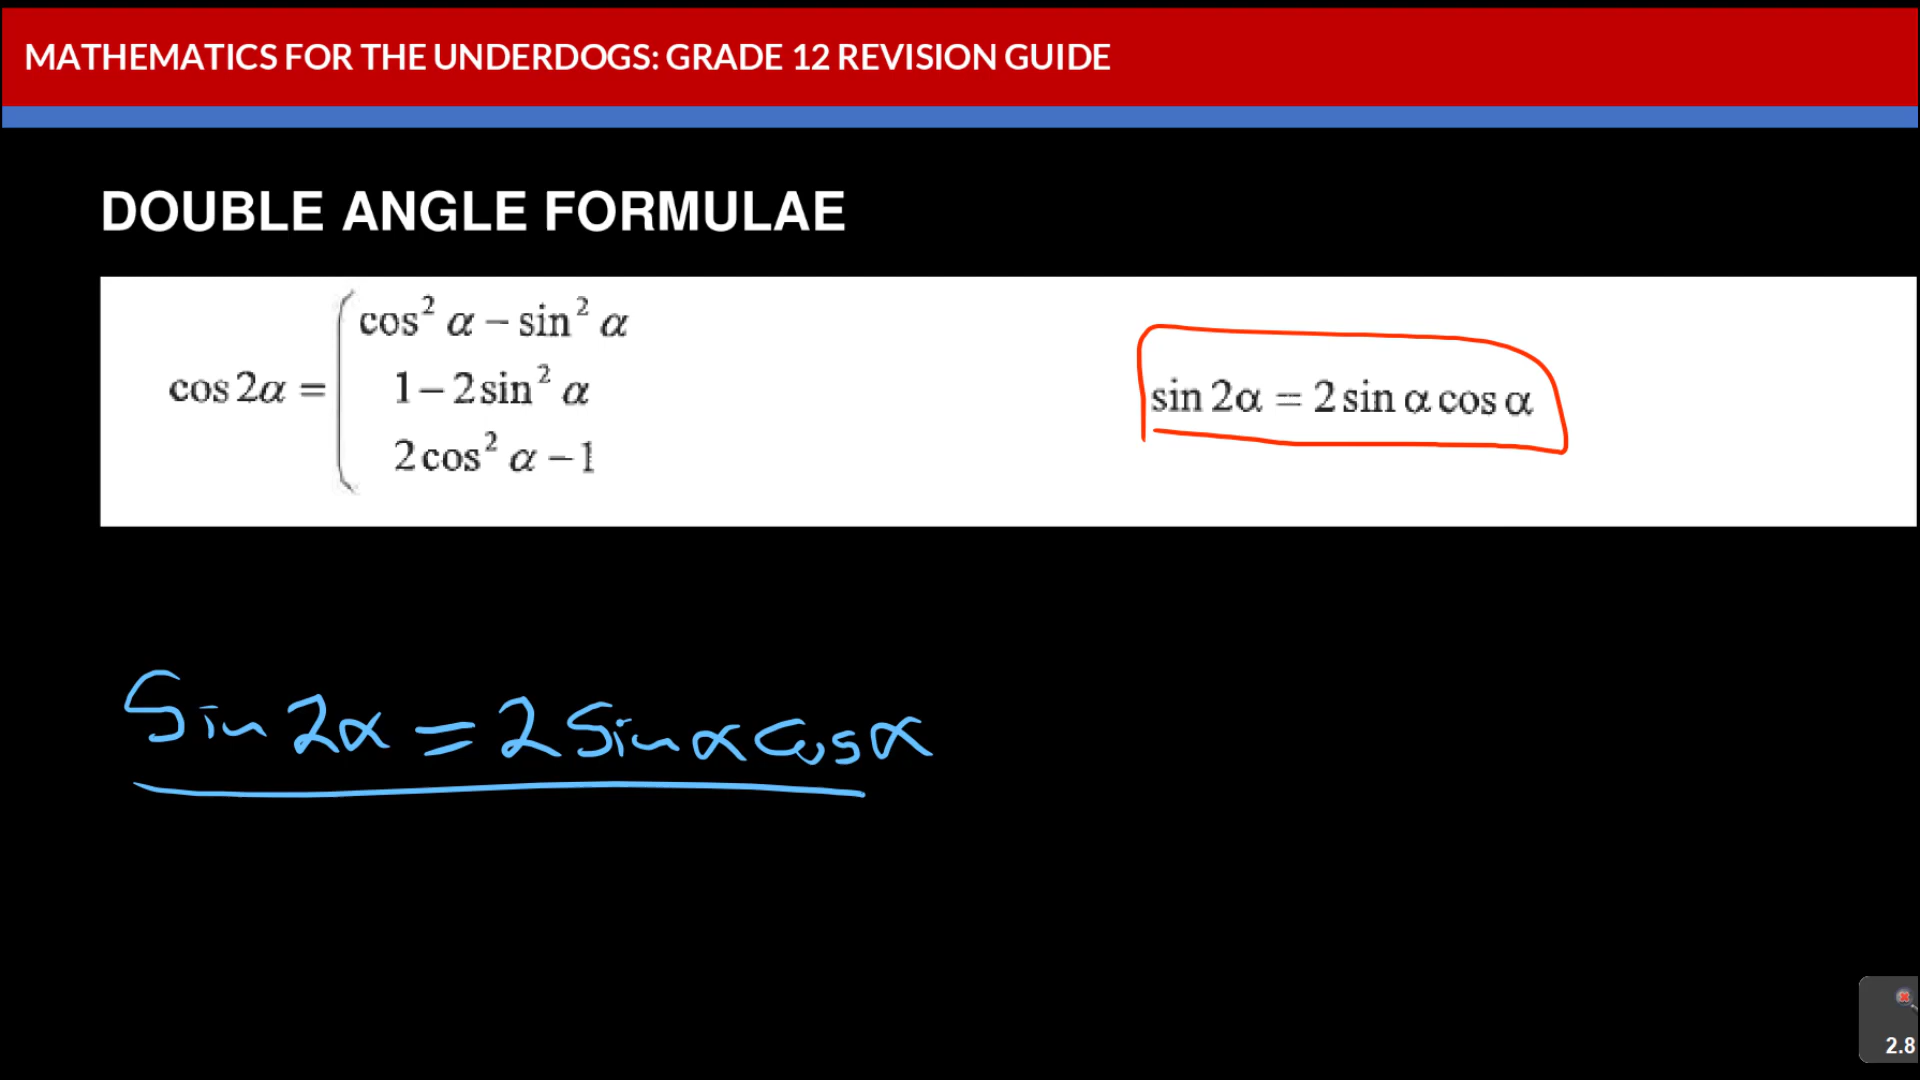 MATHEMATICS FOR THE UNDERDOGS: GRADE 12 REVISION GUIDE
DOUBLE ANGLE FORMULAE
cos² α − sin² α
cos 2α = 1 − 2 sin² α
2 cos² α − 1
sin 2α = 2 sin α cos α
Sin 2α = 2 Sin α Cos α
2.8